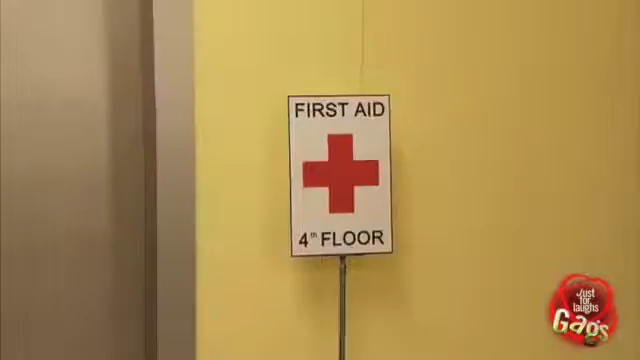 FIRST AID
4th FLOOR
Just
for
laughs
Gags